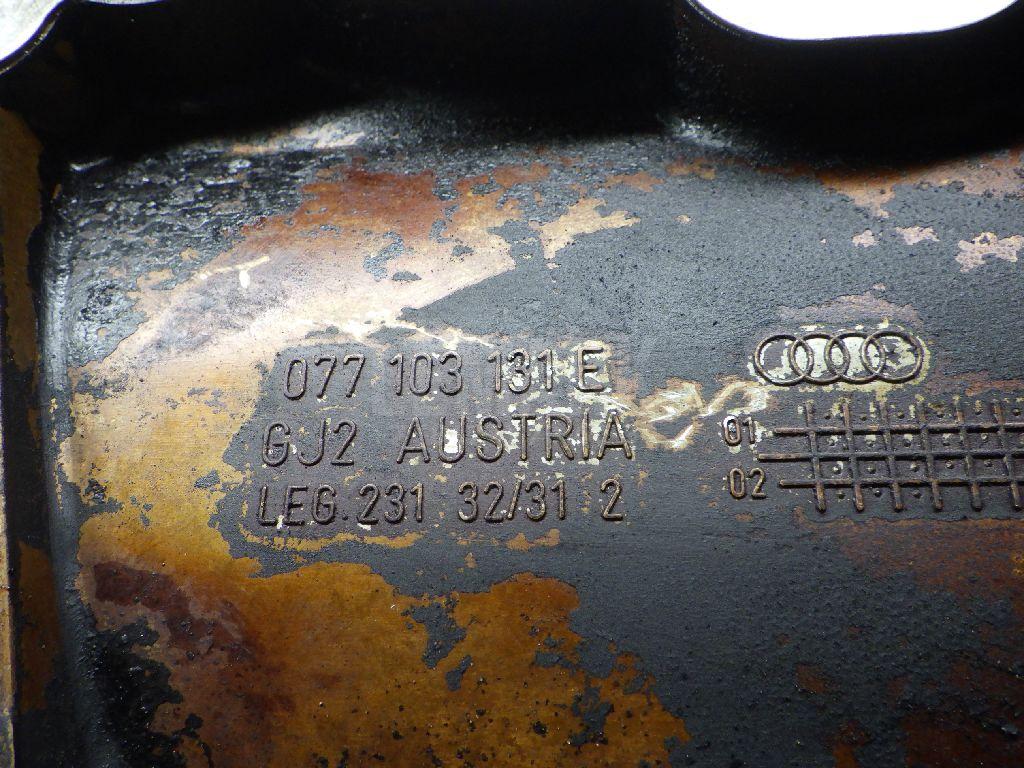 077 103 131 E
GJ2 AUSTRIA
LEG. 231 32/31 2
01
02